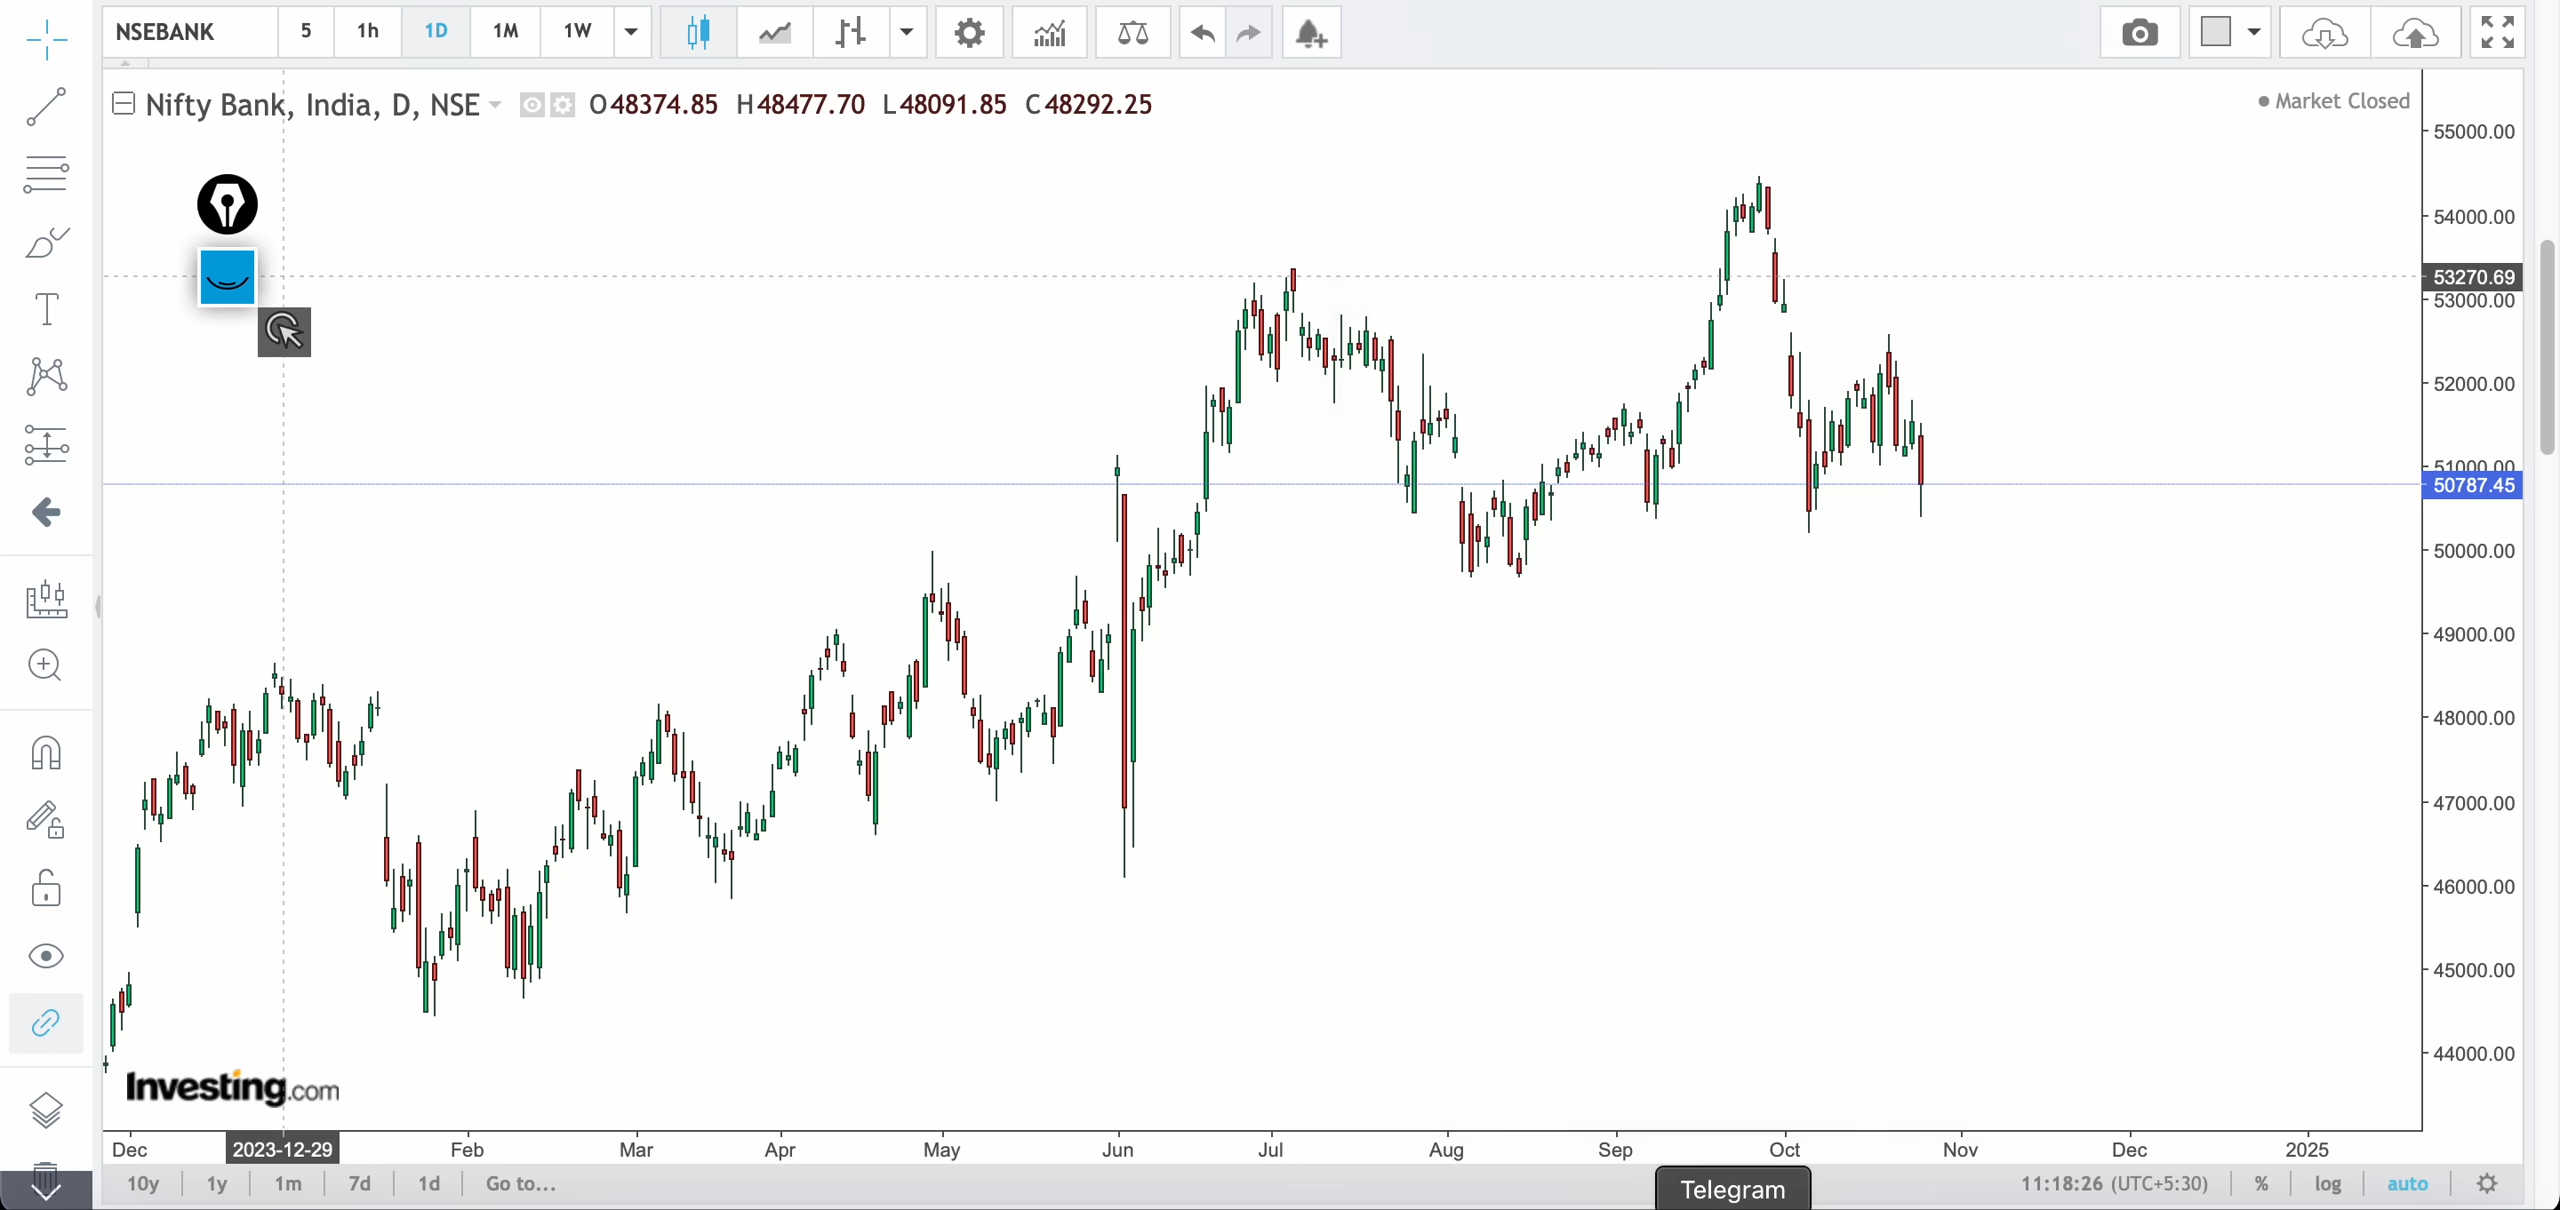 NSEBANK 5 1h 1D 1M 1W
Nifty Bank, India, D, NSE O48374.85 H48477.70 L48091.85 C48292.25
Market Closed
55000.00
54000.00
53270.69
53000.00
52000.00
51000.00
50787.45
50000.00
49000.00
48000.00
47000.00
46000.00
45000.00
44000.00
Investing.com
Dec 2023-12-29 Feb Mar Apr May Jun Jul Aug Sep Oct Nov Dec 2025
10y 1y 1m 7d 1d Go to... 11:18:26 (UTC+5:30) % log auto
Telegram